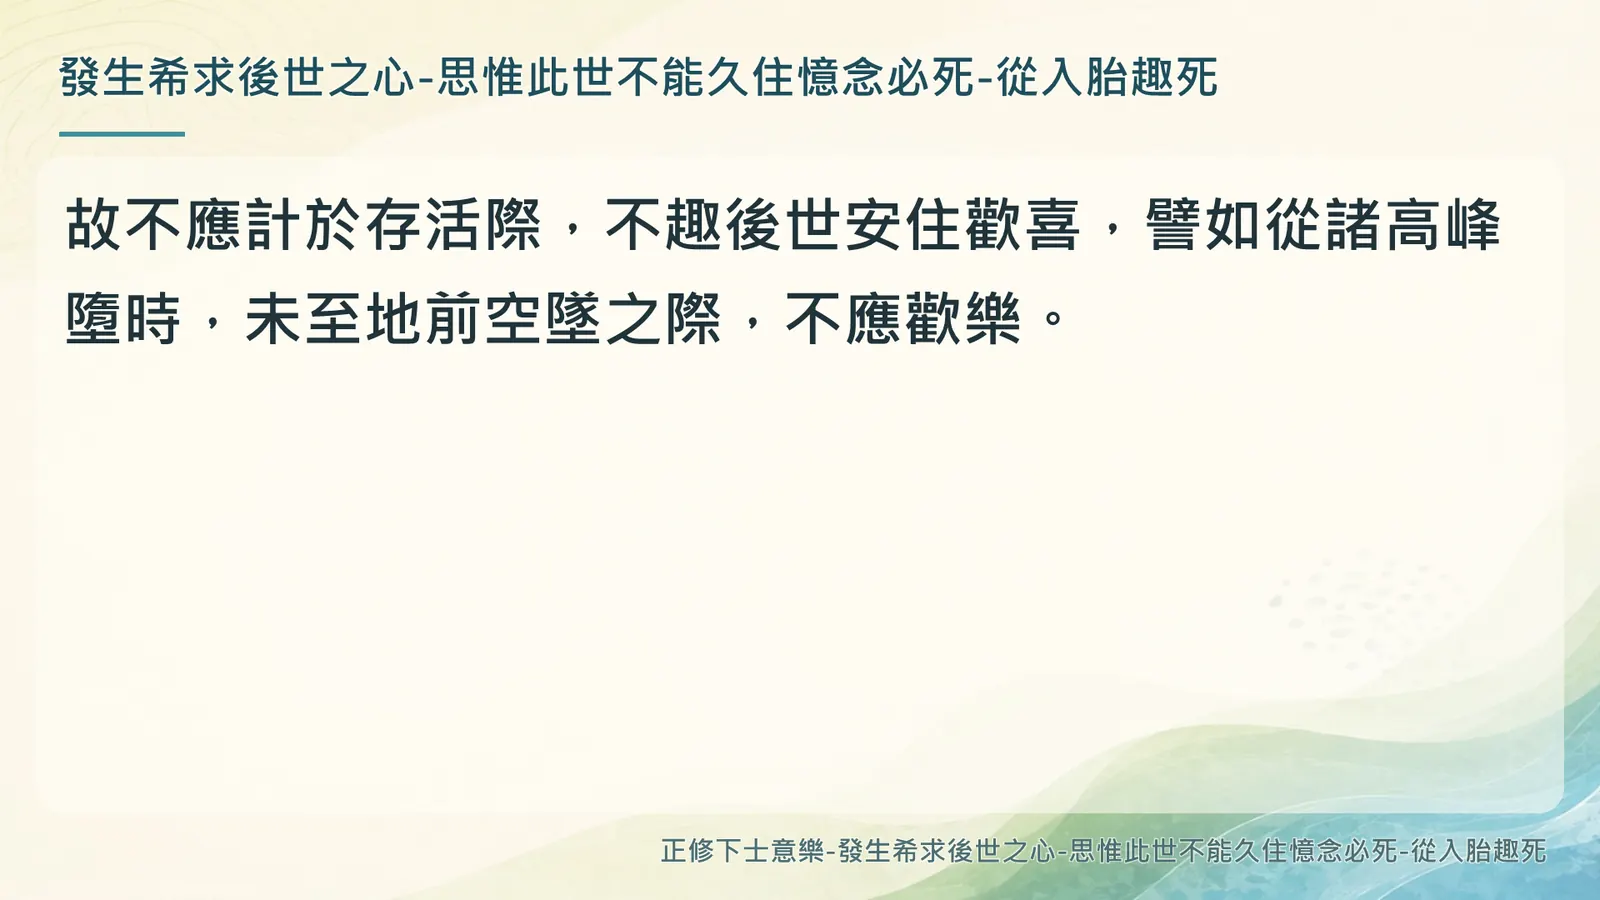 發生希求後世之心-思惟此世不能久住憶念必死-從入胎趣死
故不應計於存活際，不趣後世安住歡喜，譬如從諸高峰
墮時，未至地前空墜之際，不應歡樂。
正修下士意樂-發生希求後世之心-思惟此世不能久住憶念必死-從入胎趣死